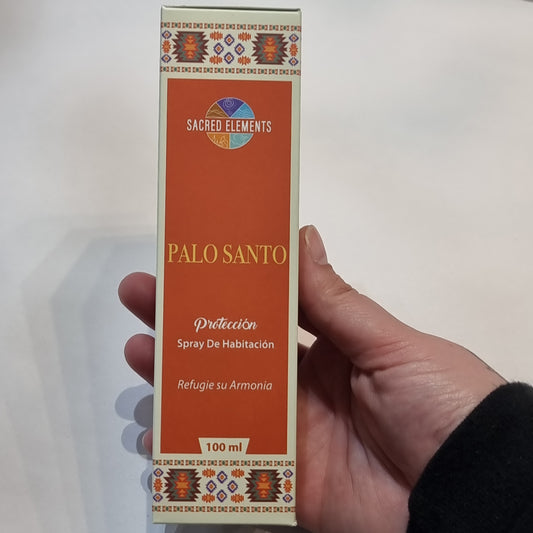 SACRED ELEMENTS
PALO SANTO
Protección
Spray De Habitación
Refugie su Armonia
100 ml